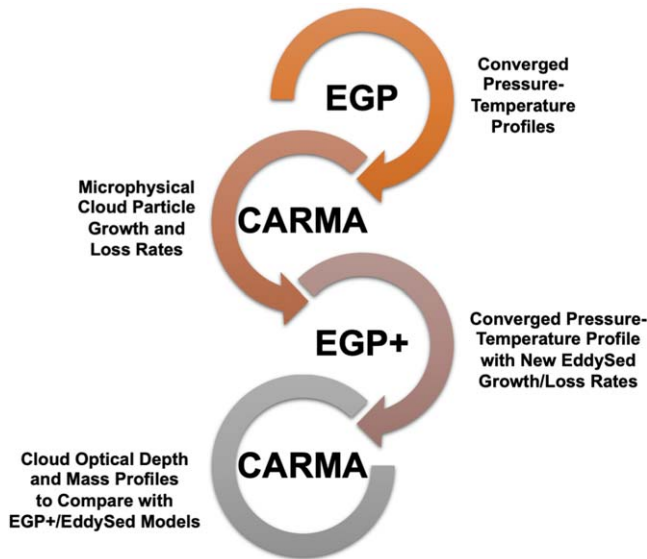 EGP
Converged
Pressure-
Temperature
Profiles
Microphysical
Cloud Particle
Growth and
Loss Rates
CARMA
EGP+
Converged Pressure-
Temperature Profile
with New EddySed
Growth/Loss Rates
CARMA
Cloud Optical Depth
and Mass Profiles
to Compare with
EGP+/EddySed Models